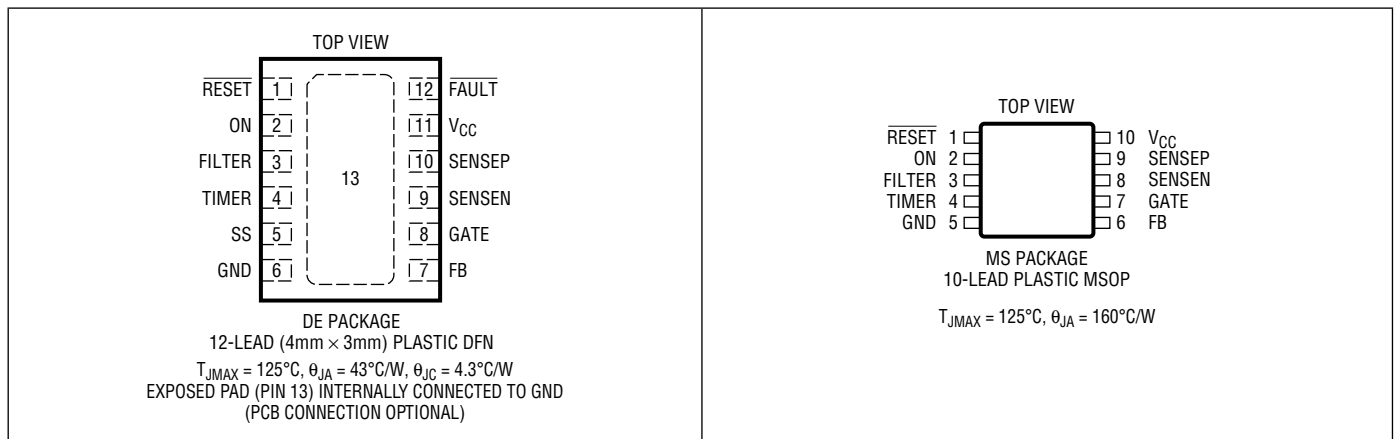 TOP VIEW
RESET 1 12 FAULT
ON 2 11 VCC
FILTER 3 10 SENSEP
13
TIMER 4 9 SENSEN
SS 5 8 GATE
GND 6 7 FB
DE PACKAGE
12-LEAD (4mm × 3mm) PLASTIC DFN
TJMAX = 125°C, θJA = 43°C/W, θJC = 4.3°C/W
EXPOSED PAD (PIN 13) INTERNALLY CONNECTED TO GND
(PCB CONNECTION OPTIONAL)
TOP VIEW
RESET 1 10 VCC
ON 2 9 SENSEP
FILTER 3 8 SENSEN
TIMER 4 7 GATE
GND 5 6 FB
MS PACKAGE
10-LEAD PLASTIC MSOP
TJMAX = 125°C, θJA = 160°C/W